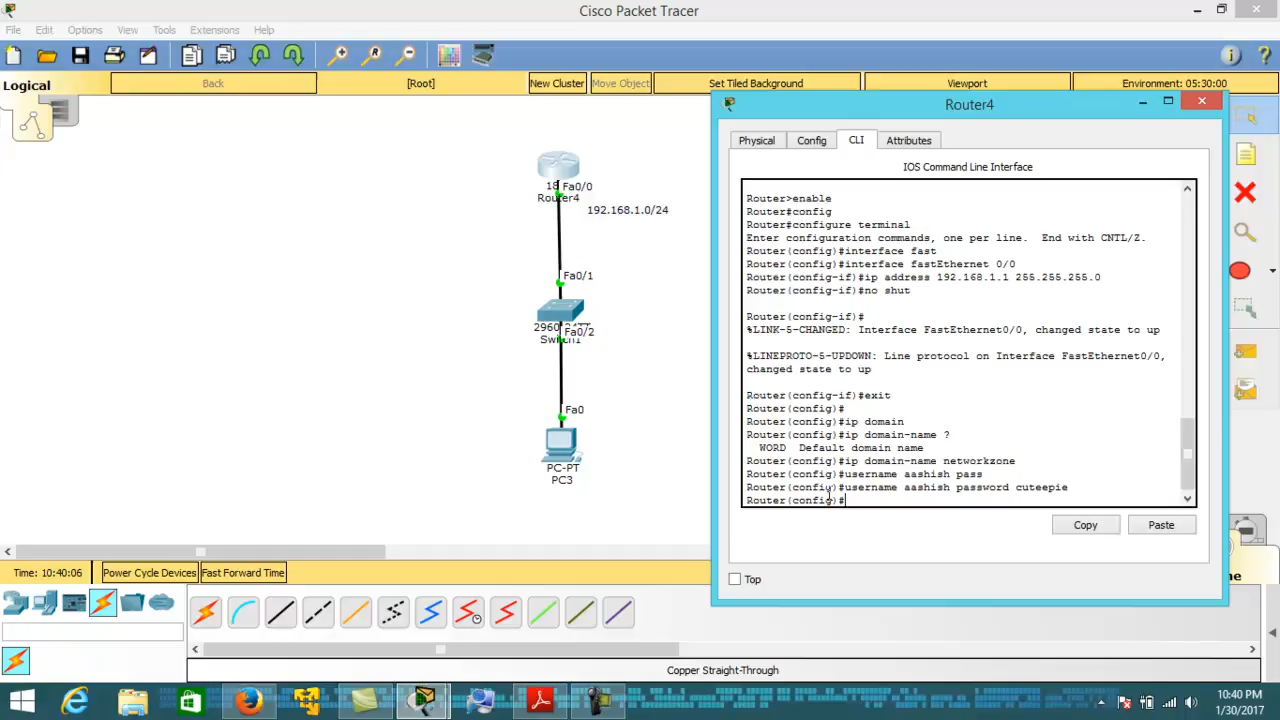 Cisco Packet Tracer
File Edit Options View Tools Extensions Help
Logical Back [Root] New Cluster Move Object Set Tiled Background Viewport Environment: 05:30:00
Router4
Physical Config CLI Attributes
IOS Command Line Interface
Router>enable
Router#config
Router#configure terminal
Enter configuration commands, one per line. End with CNTL/Z.
Router(config)#interface fast
Router(config)#interface fastEthernet 0/0
Router(config-if)#ip address 192.168.1.1 255.255.255.0
Router(config-if)#no shut
Router(config-if)#
%LINK-5-CHANGED: Interface FastEthernet0/0, changed state to up
%LINEPROTO-5-UPDOWN: Line protocol on Interface FastEthernet0/0,
changed state to up
Router(config-if)#exit
Router(config)#
Router(config)#ip domain
Router(config)#ip domain-name ?
WORD Default domain name
Router(config)#ip domain-name networkzone
Router(config)#username aashish pass
Router(config)#username aashish password cuteepie
Router(config)#
Copy Paste
Top
Fa0/0
Router4
192.168.1.0/24
Fa0/1
Fa0/2
Switch1
Fa0
PC-PT
PC3
Time: 10:40:06 Power Cycle Devices Fast Forward Time
Copper Straight-Through
10:40 PM
1/30/2017